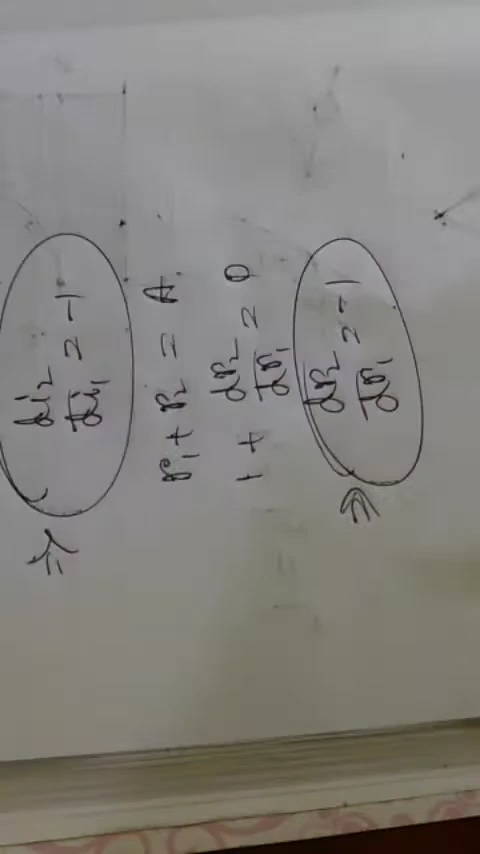 ⇒ di₂/di₁ = -1
r₁ + r₂ = A.
1 + dr₂/dr₁ = 0
⇒ dr₂/dr₁ = -1